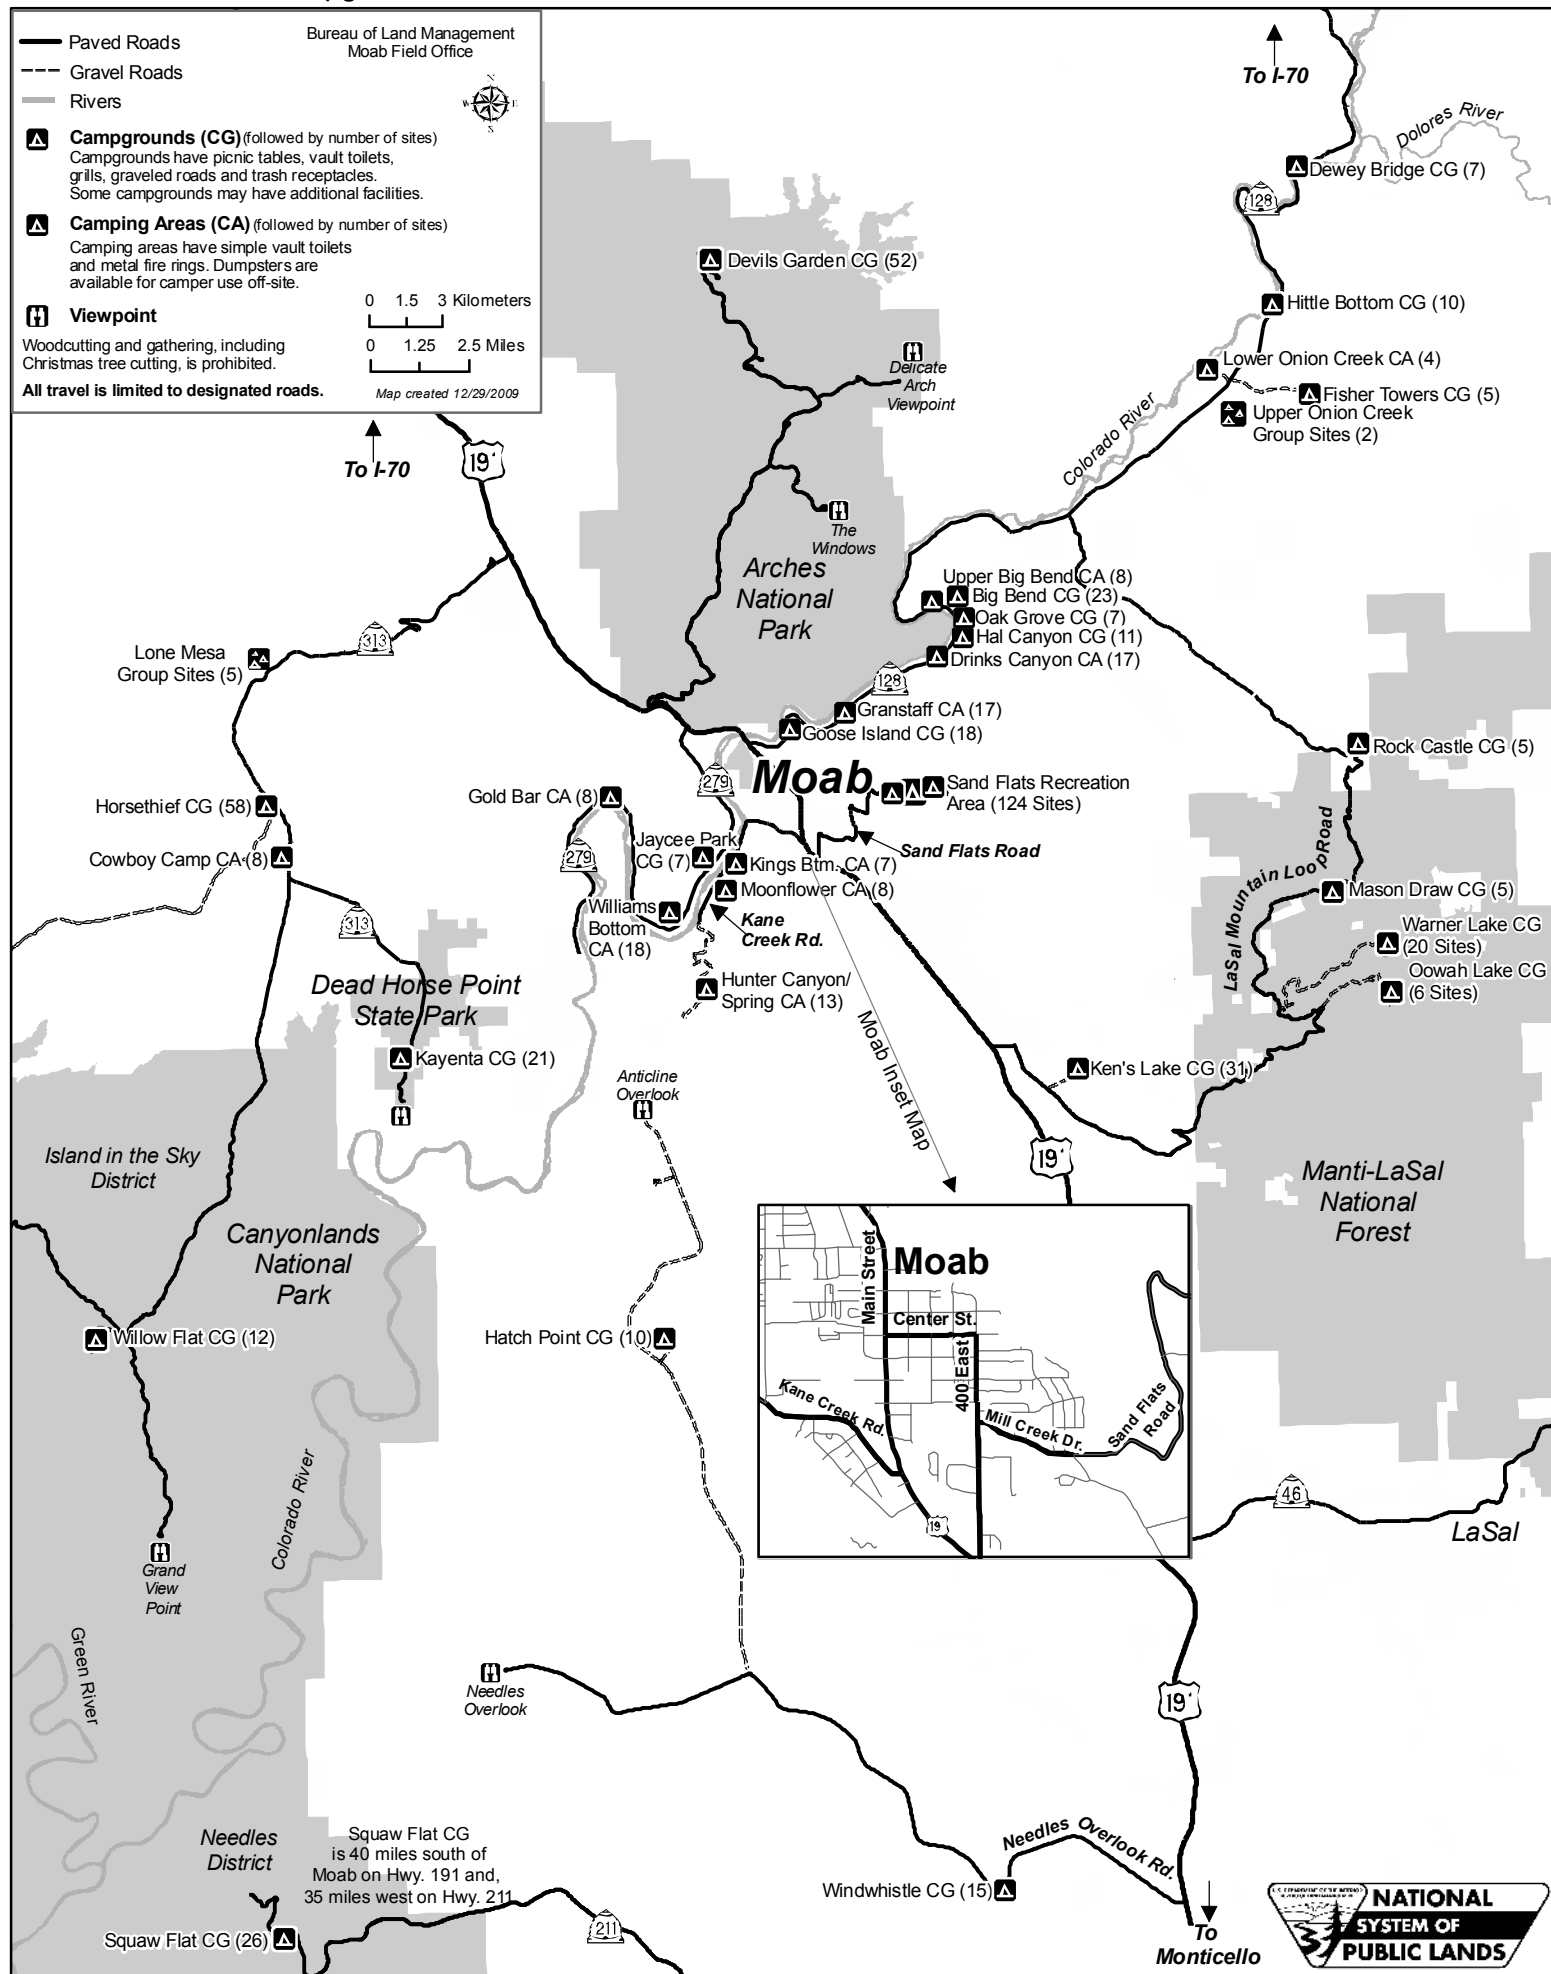 Paved Roads
Gravel Roads
Rivers
Bureau of Land Management
Moab Field Office
N
W E
S
Campgrounds (CG) (followed by number of sites)
Campgrounds have picnic tables, vault toilets,
grills, graveled roads and trash receptacles.
Some campgrounds may have additional facilities.
Camping Areas (CA) (followed by number of sites)
Camping areas have simple vault toilets
and metal fire rings. Dumpsters are
available for camper use off-site.
Viewpoint
0 1.5 3 Kilometers
0 1.25 2.5 Miles
Woodcutting and gathering, including
Christmas tree cutting, is prohibited.
All travel is limited to designated roads.
Map created 12/29/2009
To I-70
Dolores River
Dewey Bridge CG (7)
128
Devils Garden CG (52)
Hittle Bottom CG (10)
Delicate
Arch
Viewpoint
Lower Onion Creek CA (4)
Fisher Towers CG (5)
Upper Onion Creek
Group Sites (2)
Colorado River
To I-70
19
The
Windows
Arches
National
Park
Upper Big Bend CA (8)
Big Bend CG (23)
Oak Grove CG (7)
Hal Canyon CG (11)
Drinks Canyon CA (17)
128
313
Lone Mesa
Group Sites (5)
Granstaff CA (17)
Goose Island CG (18)
Rock Castle CG (5)
Moab
279
Sand Flats Recreation
Area (124 Sites)
Gold Bar CA (8)
Horsethief CG (58)
Cowboy Camp CA (8)
279
Jaycee Park
CG (7)
Kings Btm. CA (7)
Moonflower CA (8)
Sand Flats Road
LaSal Mountain Loop Road
Mason Draw CG (5)
Williams
Bottom
CA (18)
Kane
Creek Rd.
313
Warner Lake CG
(20 Sites)
Oowah Lake CG
(6 Sites)
Dead Horse Point
State Park
Hunter Canyon/
Spring CA (13)
Kayenta CG (21)
Anticline
Overlook
Moab Inset Map
Ken's Lake CG (31)
19
Island in the Sky
District
Manti-LaSal
National
Forest
Canyonlands
National
Park
Moab
Main Street
Center St.
400 East
Kane Creek Rd.
Mill Creek Dr.
Sand Flats
Road
19
Willow Flat CG (12)
Hatch Point CG (10)
Colorado River
46
LaSal
Grand
View
Point
Green River
Needles
Overlook
19
Needles
District
Squaw Flat CG
is 40 miles south of
Moab on Hwy. 191 and,
35 miles west on Hwy. 211
Needles Overlook Rd.
Windwhistle CG (15)
Squaw Flat CG (26)
211
To
Monticello
NATIONAL
SYSTEM OF
PUBLIC LANDS